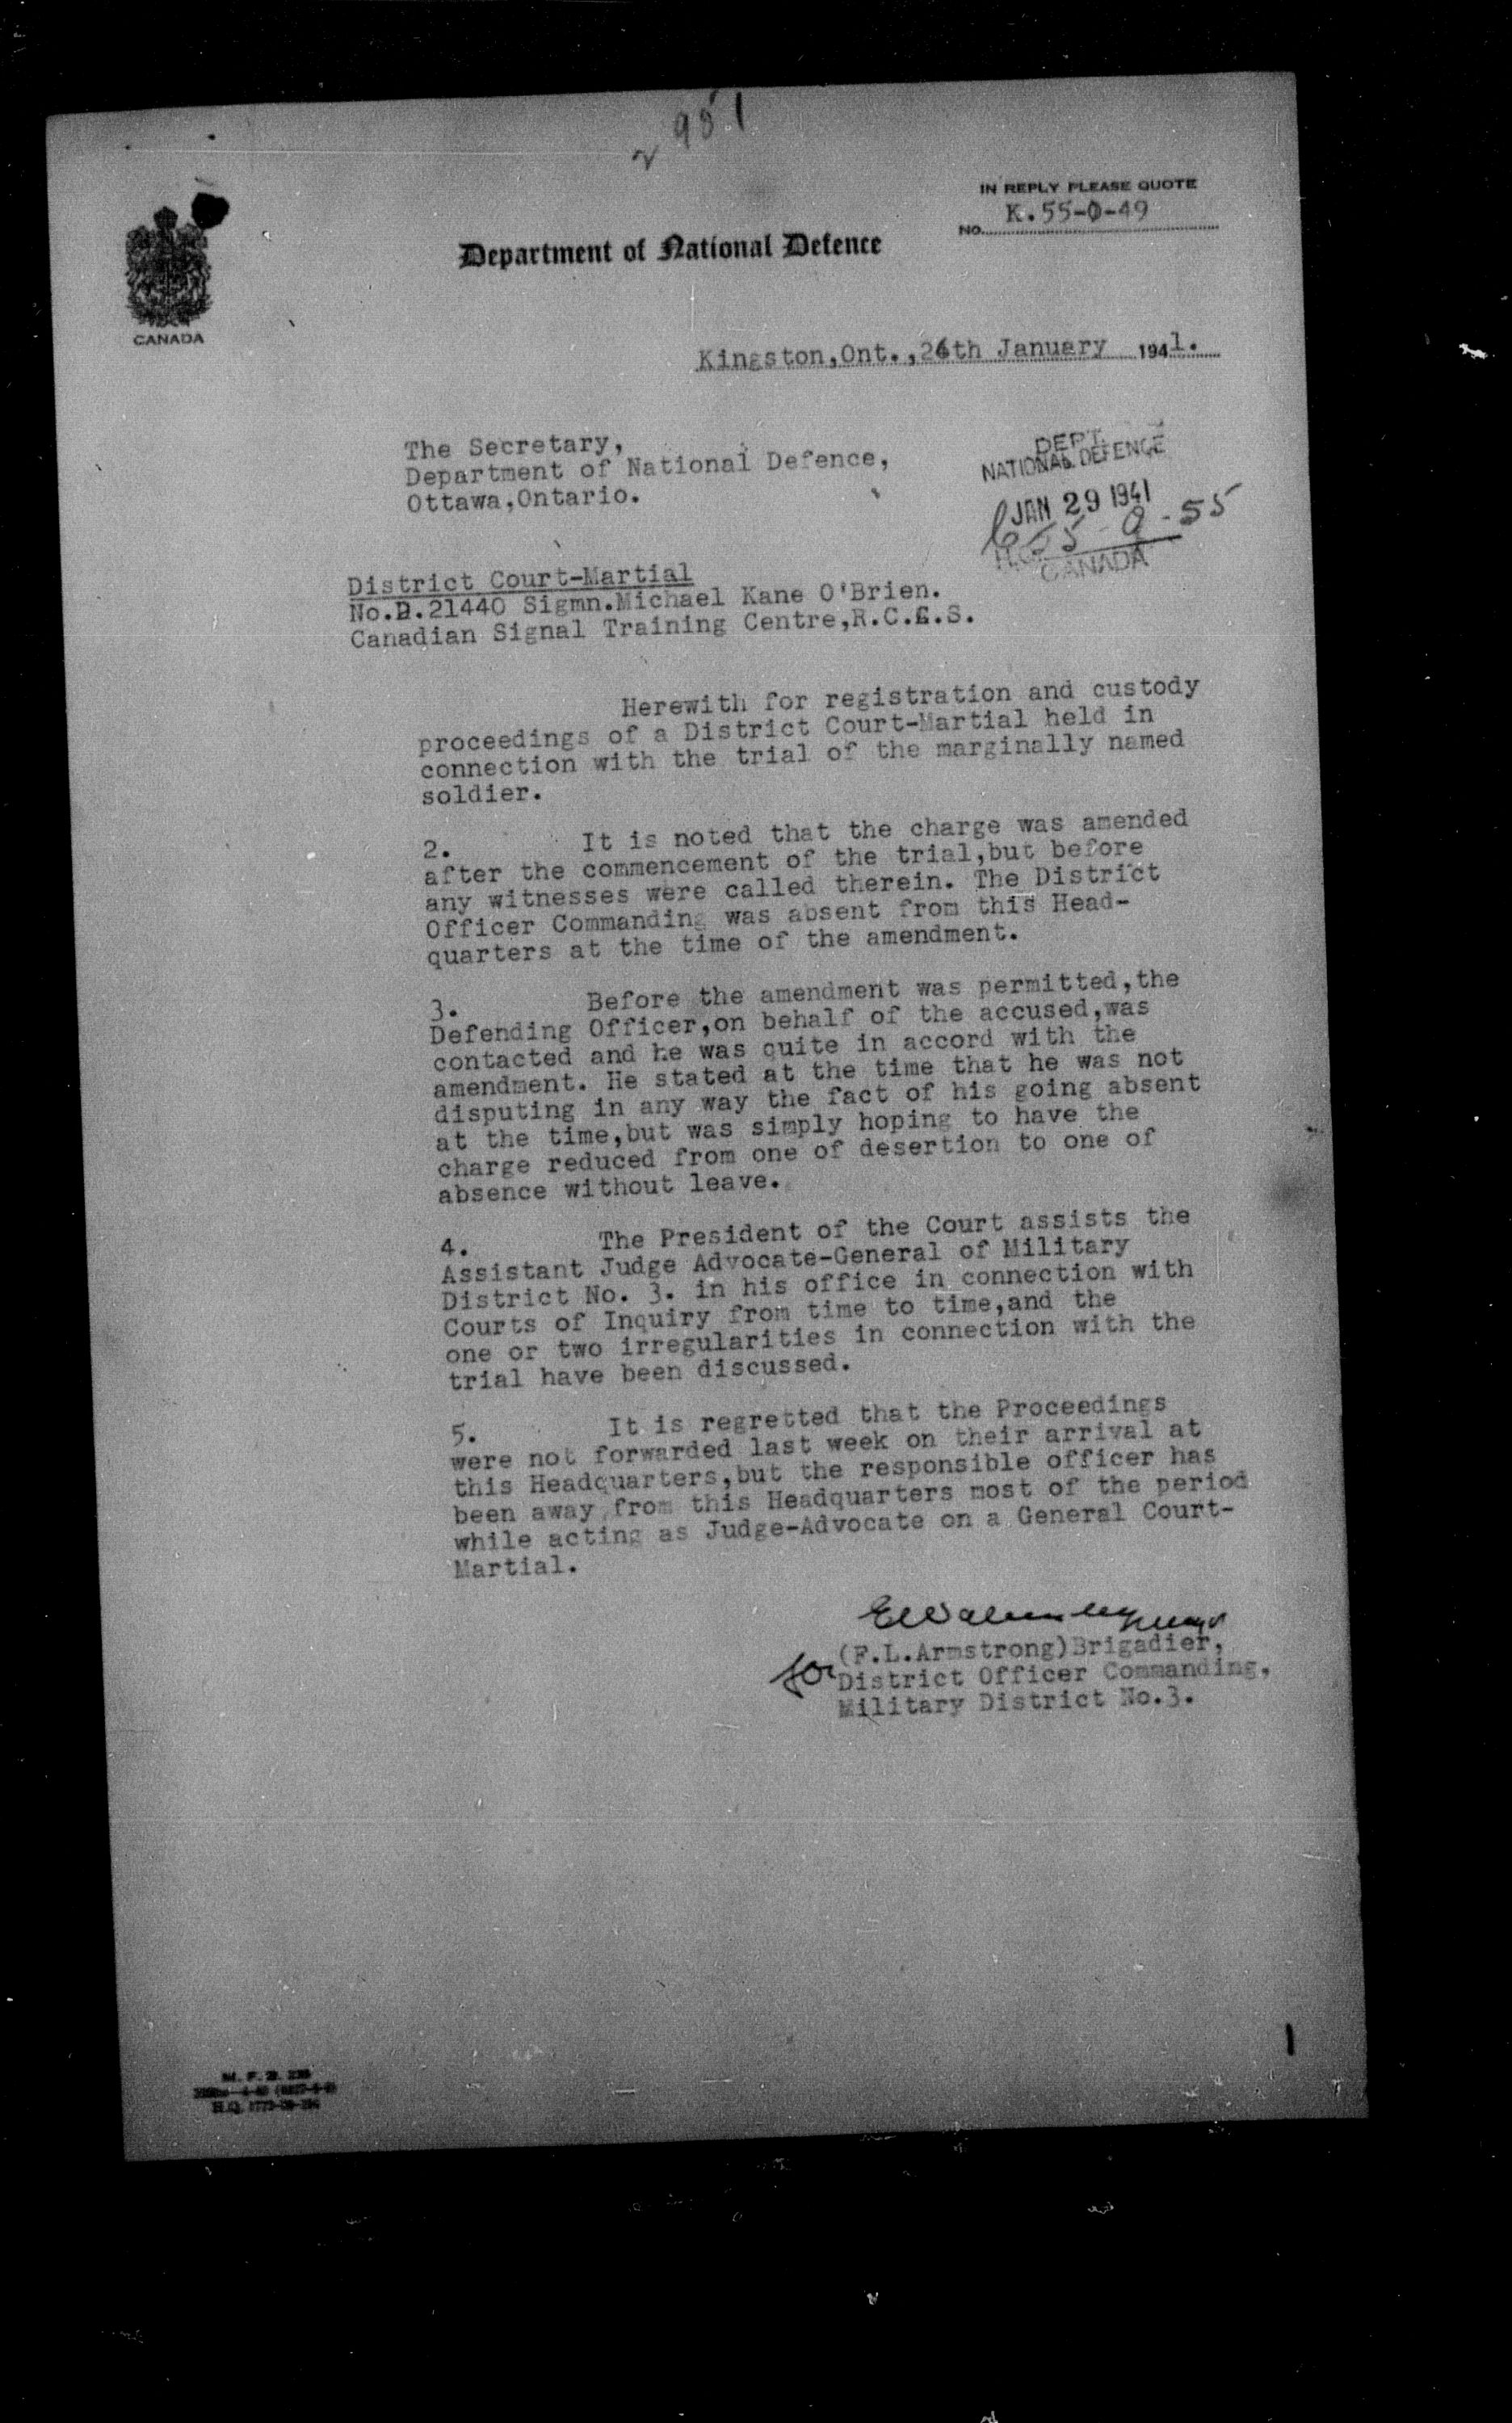 951
IN REPLY PLEASE QUOTE
No. K.55-O-49
Department of National Defence
CANADA
Kingston,Ont.,26th January 1941.
The Secretary,
Department of National Defence,
Ottawa,Ontario.
DEPT.
NATIONAL DEFENCE
JAN 29 1941
55-0-55
H.Q.
CANADA
District Court-Martial
No.B.21440 Sigmn.Michael Kane O'Brien.
Canadian Signal Training Centre,R.C.C.S.
Herewith for registration and custody
proceedings of a District Court-Martial held in
connection with the trial of the marginally named
soldier.
2. It is noted that the charge was amended
after the commencement of the trial,but before
any witnesses were called therein. The District
Officer Commanding was absent from this Head-
quarters at the time of the amendment.
3. Before the amendment was permitted,the
Defending Officer,on behalf of the accused,was
contacted and he was quite in accord with the
amendment. He stated at the time that he was not
disputing in any way the fact of his going absent
at the time,but was simply hoping to have the
charge reduced from one of desertion to one of
absence without leave.
4. The President of the Court assists the
Assistant Judge Advocate-General of Military
District No. 3. in his office in connection with
Courts of Inquiry from time to time,and the
one or two irregularities in connection with the
trial have been discussed.
5. It is regretted that the Proceedings
were not forwarded last week on their arrival at
this Headquarters,but the responsible officer has
been away from this Headquarters most of the period
while acting as Judge-Advocate on a General Court-
Martial.
(F.L.Armstrong)Brigadier,
for District Officer Commanding,
Military District No.3.
M. F. B.
H.Q.